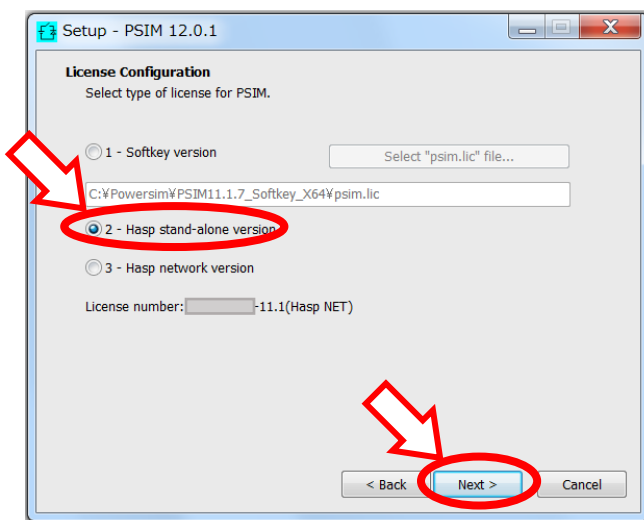 Setup - PSIM 12.0.1
License Configuration
Select type of license for PSIM.
1 - Softkey version
Select "psim.lic" file...
C:¥Powersim¥PSIM11.1.7_Softkey_X64¥psim.lic
2 - Hasp stand-alone version
3 - Hasp network version
License number: -11.1(Hasp NET)
< Back Next > Cancel